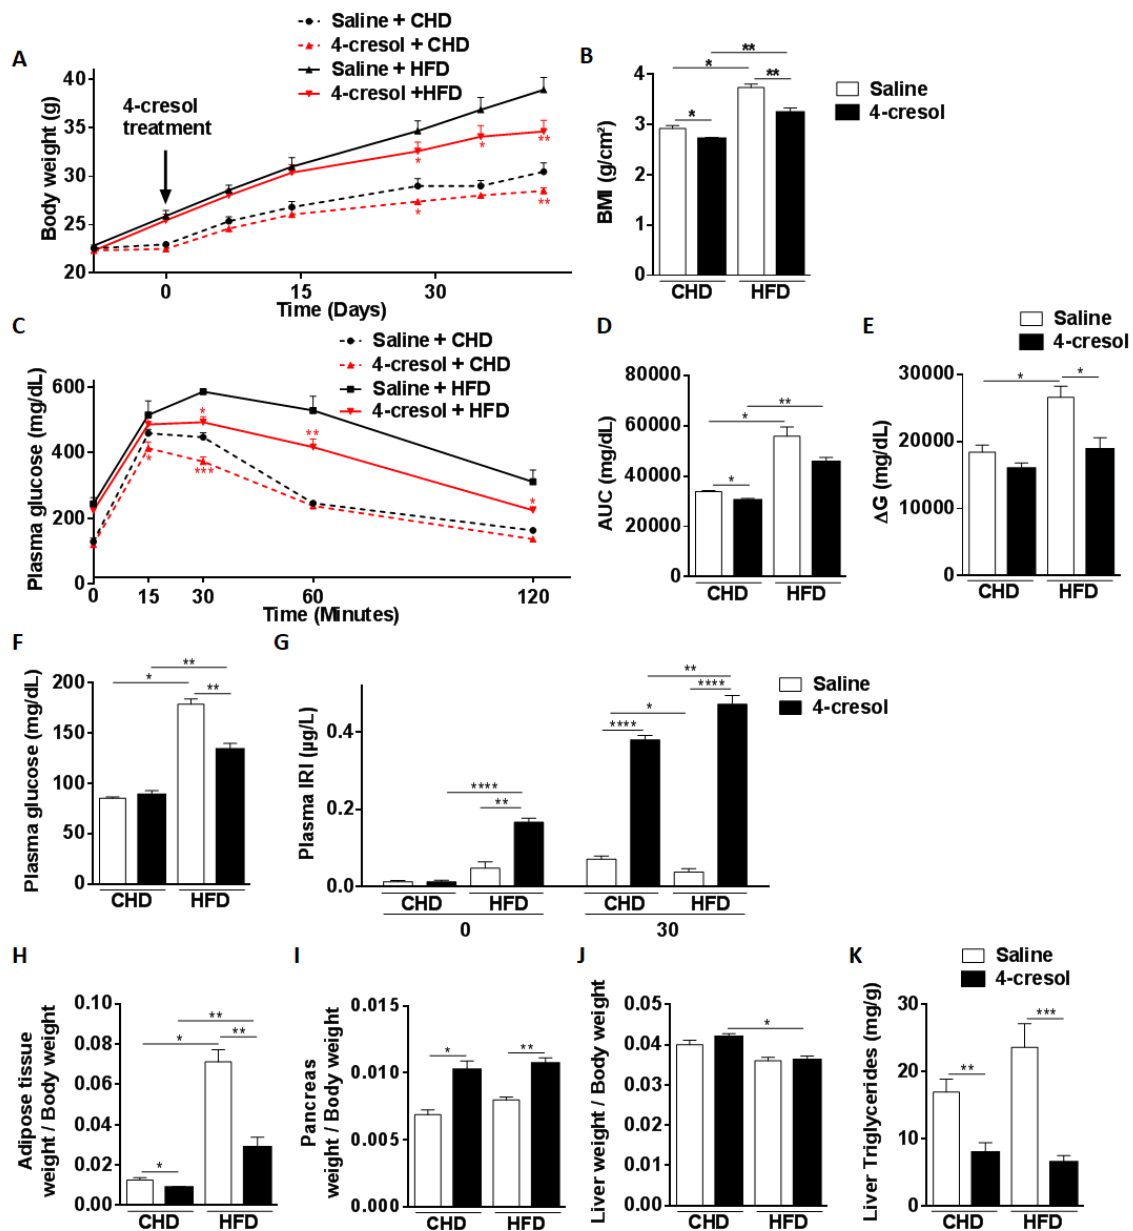 A
Saline + CHD
4-cresol + CHD
Saline + HFD
4-cresol +HFD
4-cresol
treatment
Body weight (g)
40
35
30
25
20
0
15
30
Time (Days)
*
*
**
*
**
B
Saline
4-cresol
BMI (g/cm²)
4
3
2
1
0
*
*
**
**
CHD
HFD
C
Saline + CHD
4-cresol + CHD
Saline + HFD
4-cresol + HFD
Plasma glucose (mg/dL)
600
400
200
0
0
15
30
60
120
Time (Minutes)
*
**
*
*
***
D
AUC (mg/dL)
80000
60000
40000
20000
0
*
*
**
CHD
HFD
E
Saline
4-cresol
ΔG (mg/dL)
30000
20000
10000
0
*
*
CHD
HFD
F
Plasma glucose (mg/dL)
200
150
100
50
0
*
**
**
CHD
HFD
G
Saline
4-cresol
Plasma IRI (µg/L)
0.4
0.2
0.0
****
**
****
*
**
****
CHD
HFD
CHD
HFD
0
30
H
Adipose tissue
weight / Body weight
0.10
0.08
0.06
0.04
0.02
0.00
*
*
**
**
CHD
HFD
I
Pancreas
weight / Body weight
0.015
0.010
0.005
0.000
*
**
CHD
HFD
J
Liver weight / Body weight
0.05
0.04
0.03
0.02
0.01
0.00
*
CHD
HFD
K
Saline
4-cresol
Liver Triglycerides (mg/g)
30
20
10
0
**
***
CHD
HFD